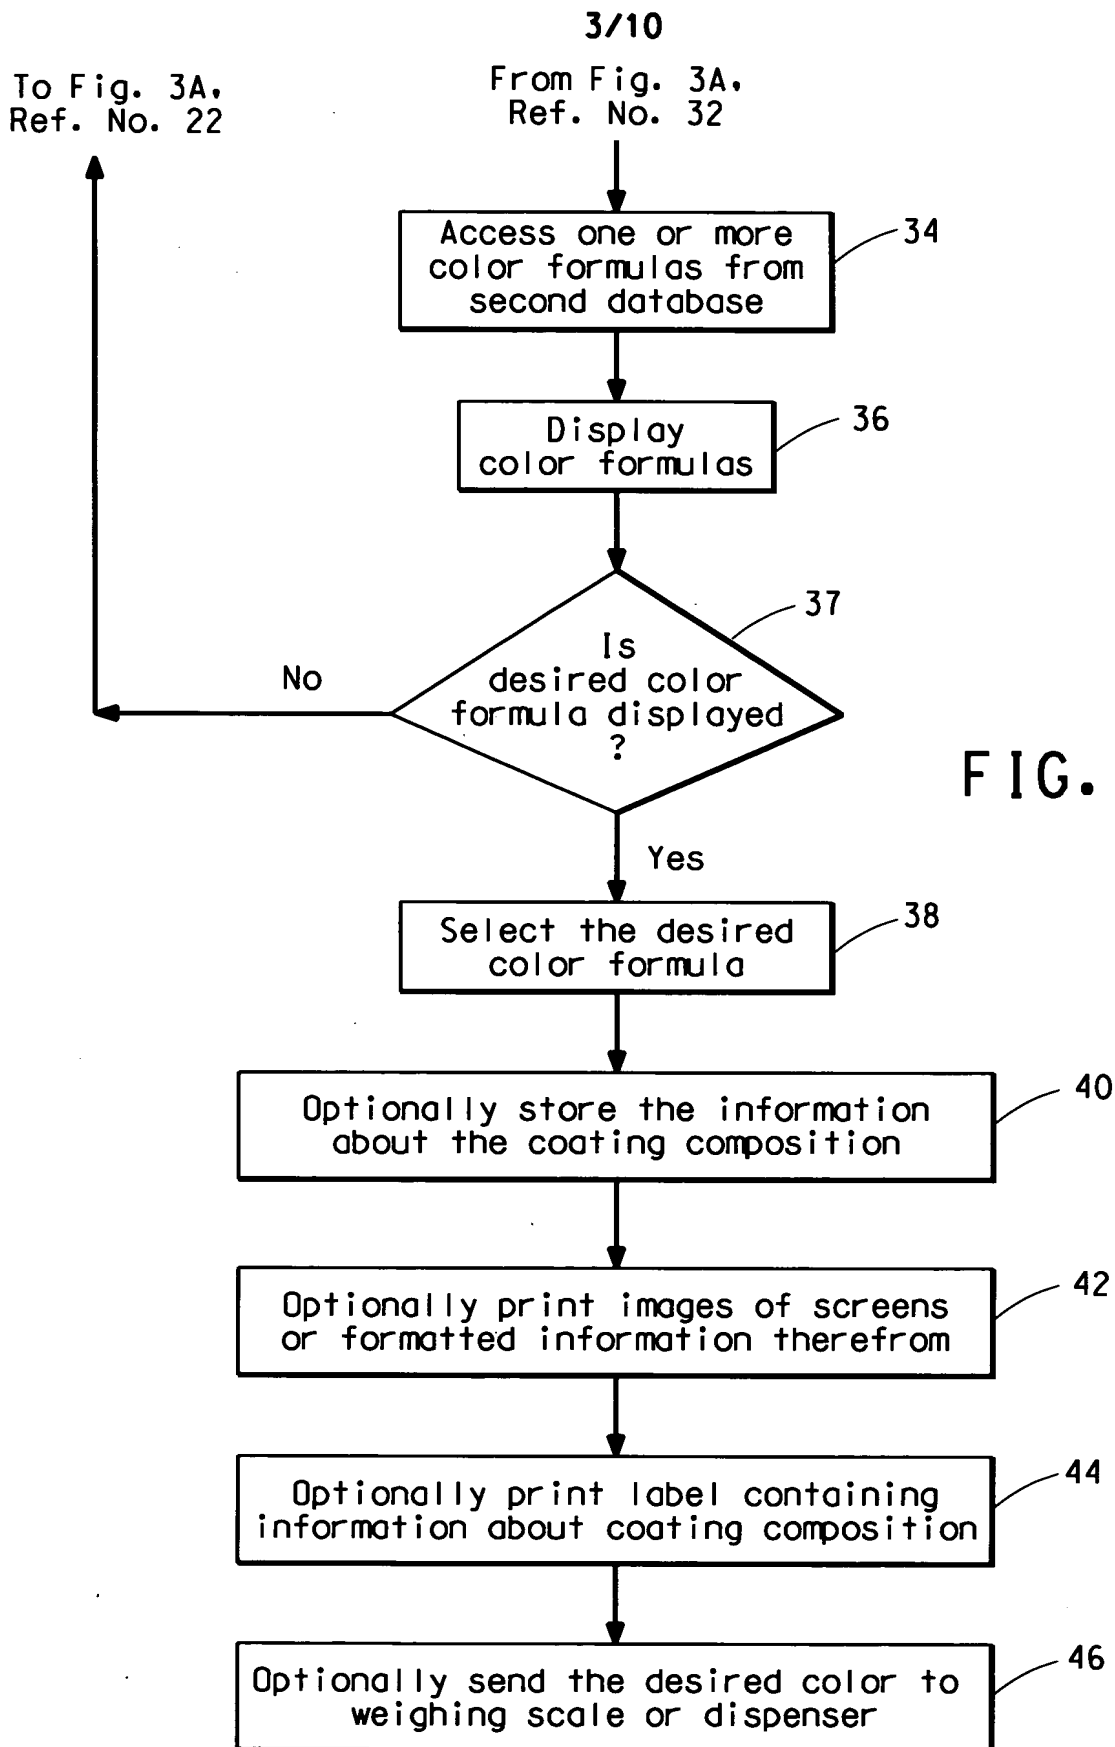 3/10
To Fig. 3A,
Ref. No. 22
From Fig. 3A,
Ref. No. 32
Access one or more
color formulas from
second database
34
Display
color formulas
36
37
Is
desired color
formula displayed
?
No
FIG.
Yes
Select the desired
color formula
38
Optionally store the information
about the coating composition
40
Optionally print images of screens
or formatted information therefrom
42
Optionally print label containing
information about coating composition
44
Optionally send the desired color to
weighing scale or dispenser
46